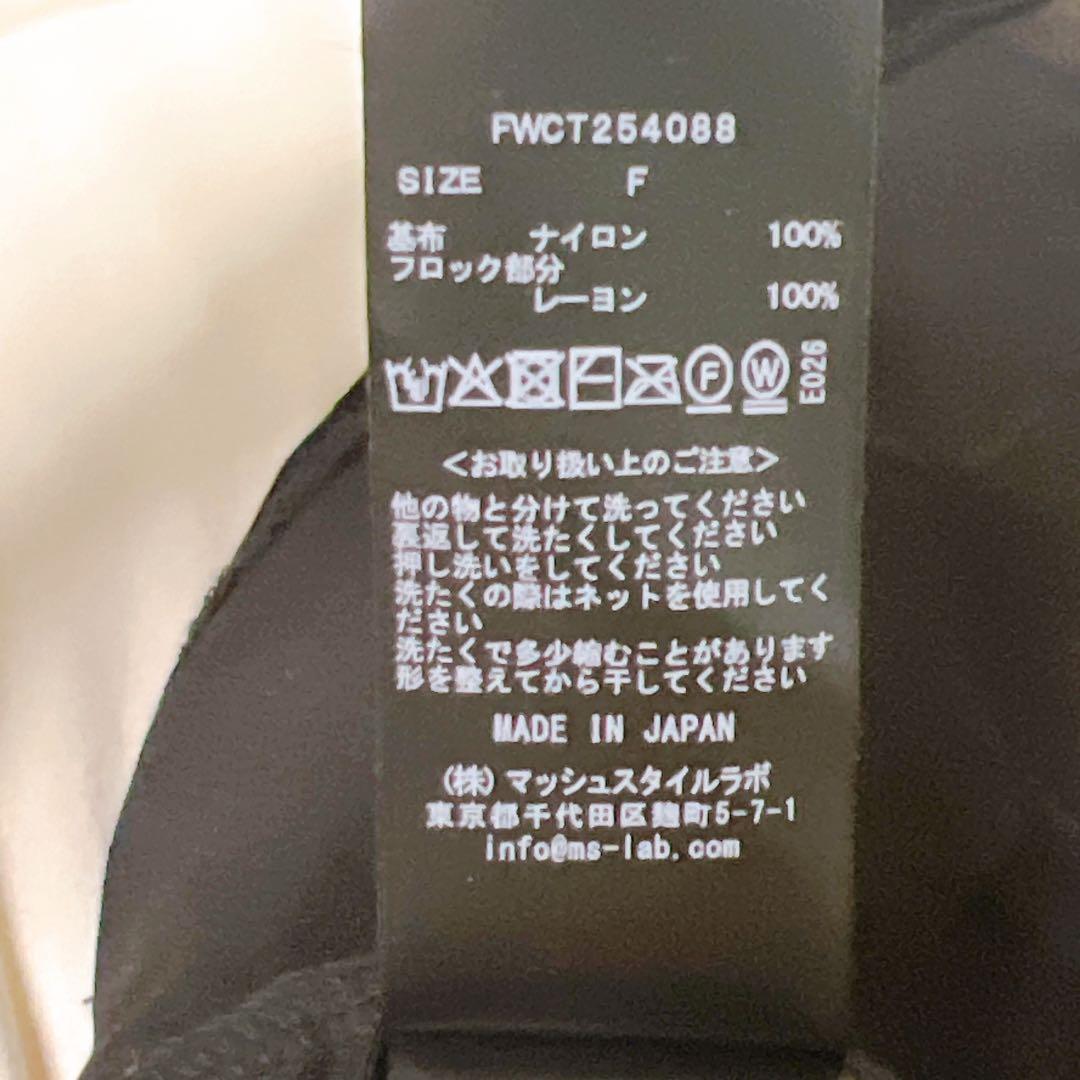 FWCT254088
SIZE F
基布 ナイロン 100%
フロック部分
レーヨン 100%
F W E026
<お取り扱い上のご注意>
他の物と分けて洗ってください
裏返して洗たくしてください
押し洗いをしてください
洗たくの際はネットを使用してく
ださい
洗たくで多少縮むことがあります
形を整えてから干してください
MADE IN JAPAN
(株)マッシュスタイルラボ
東京都千代田区麹町5-7-1
info@ms-lab.com